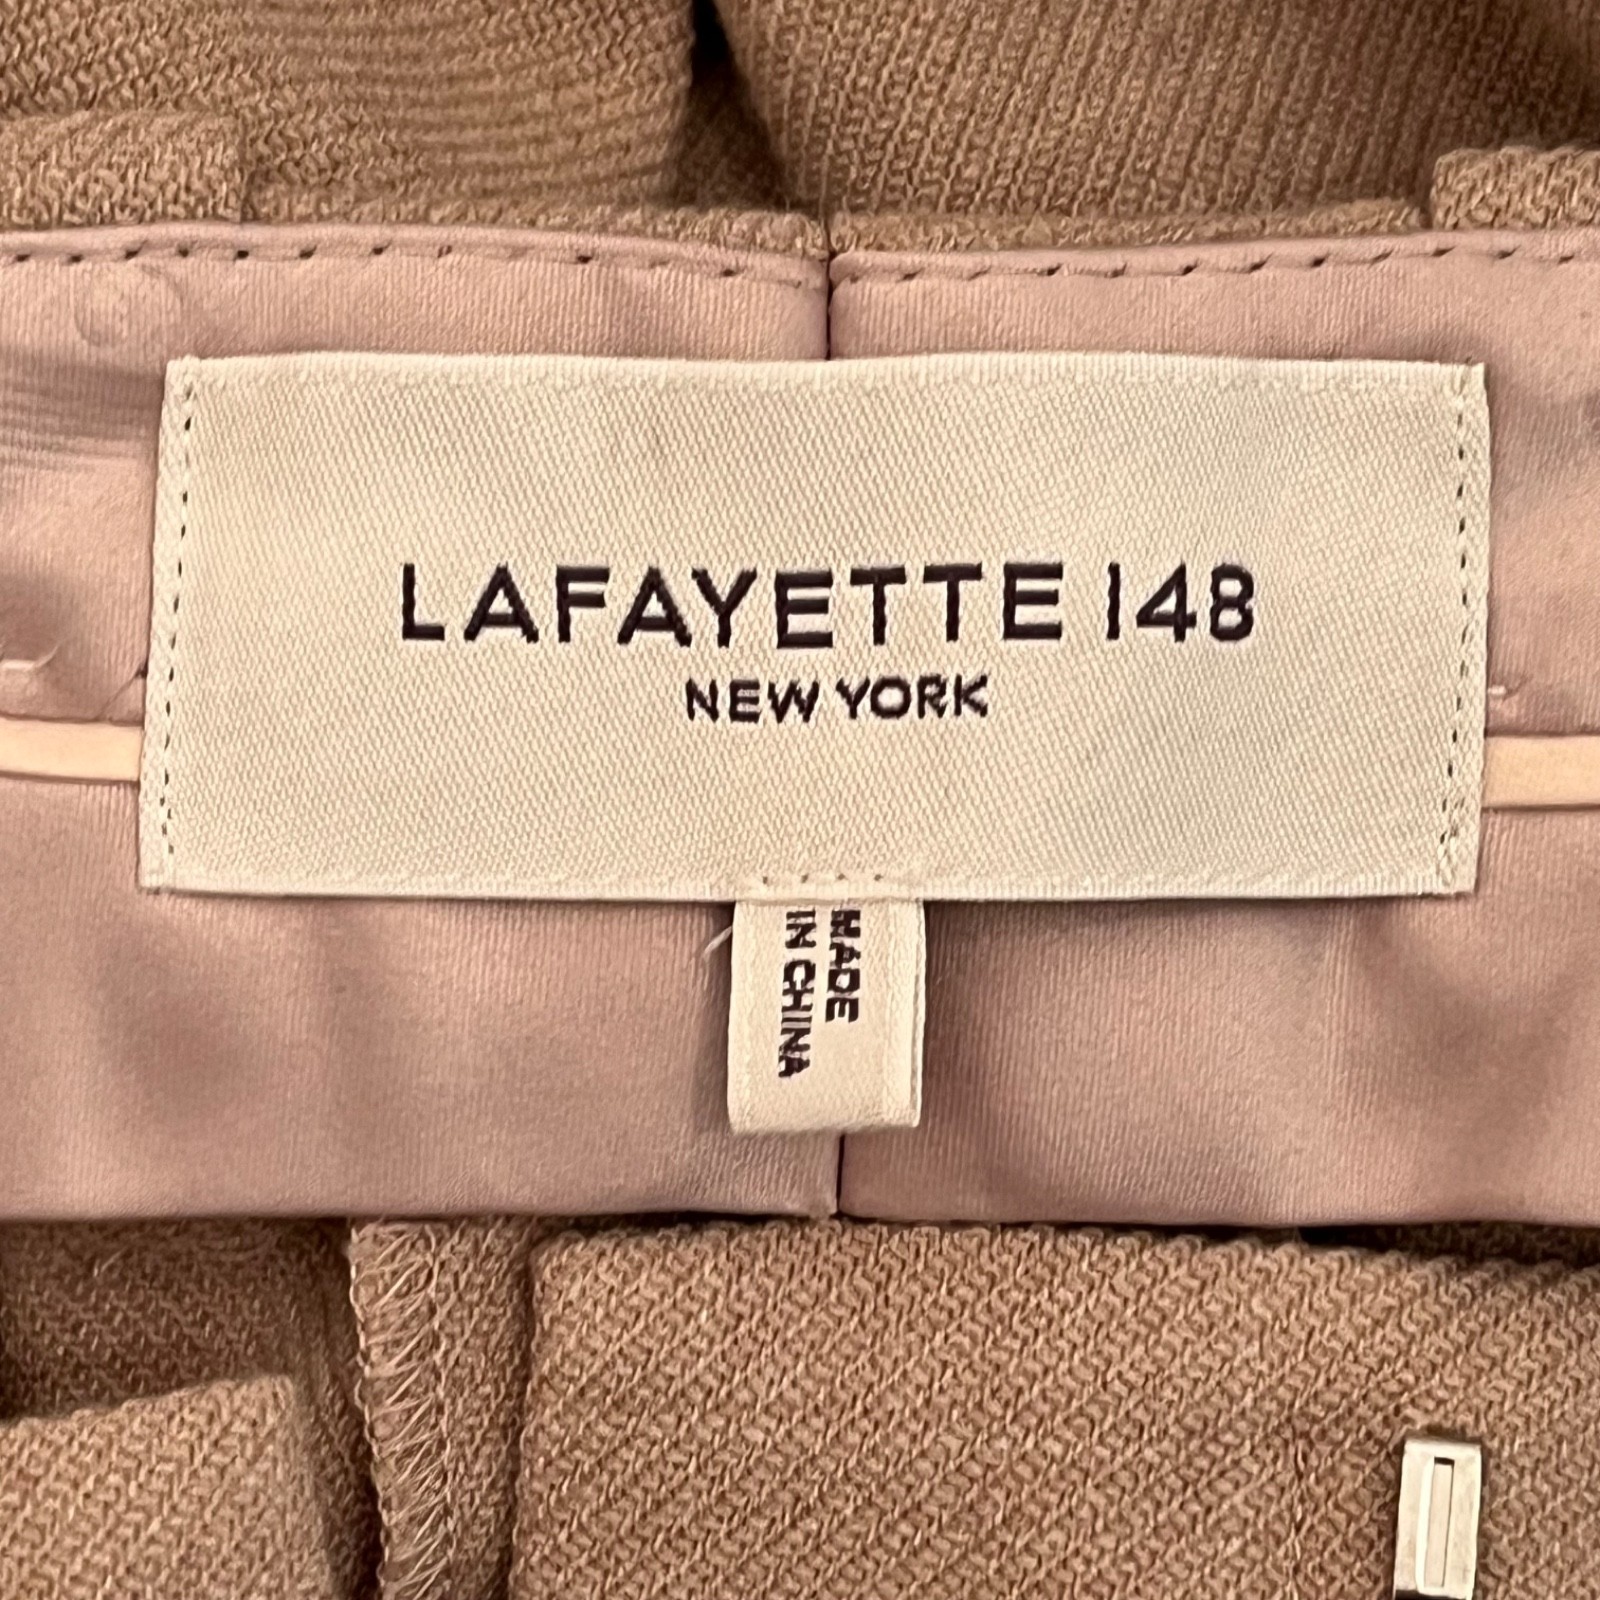 LAFAYETTE 148
NEW YORK
MADE
IN CHINA